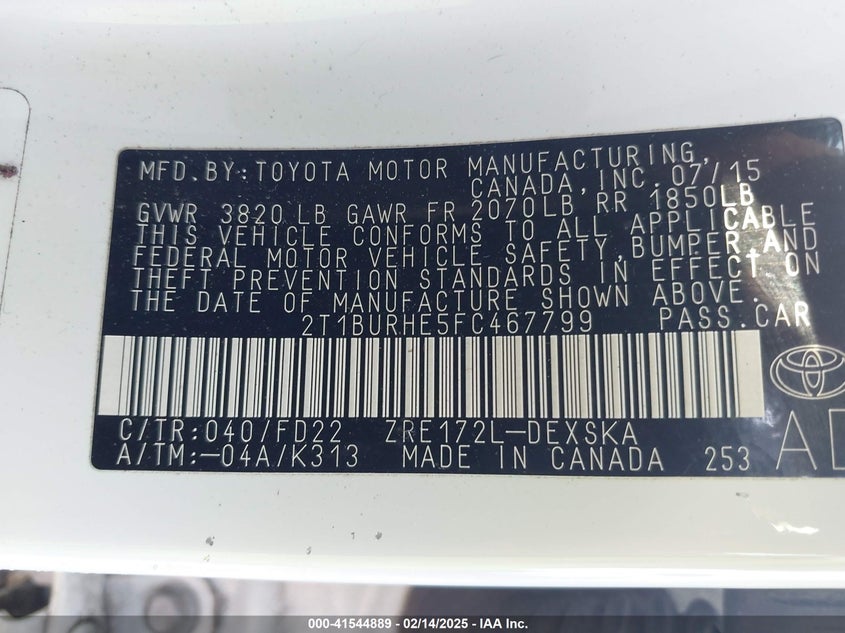 MFD.BY:TOYOTA MOTOR MANUFACTURING,
CANADA,INC. 07/15
GVWR 3820 LB GAWR FR 2070LB RR 1850LB
THIS VEHICLE CONFORMS TO ALL APPLICABLE
FEDERAL MOTOR VEHICLE SAFETY,BUMPER,AND
THEFT PREVENTION STANDARDS IN EFFECT ON
THE DATE OF MANUFACTURE SHOWN ABOVE.
2T1BURHE5FC467799 PASS.CAR
C/TR:040/FD22 ZRE172L-DEXSKA
A/TM:-04A/K313 MADE IN CANADA 253
000-41544889 - 02/14/2025 - IAA Inc.